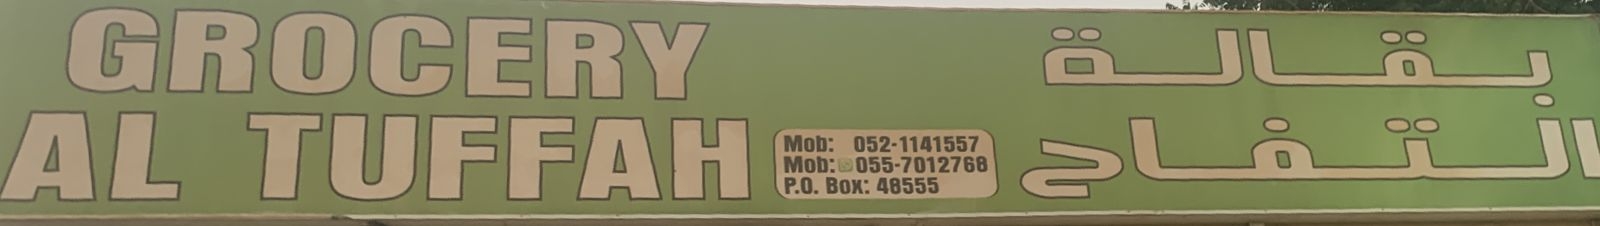 GROCERY
AL TUFFAH
Mob: 052-1141557
Mob: 055-7012768
P.O. Box: 48555
بقالة
التفاح